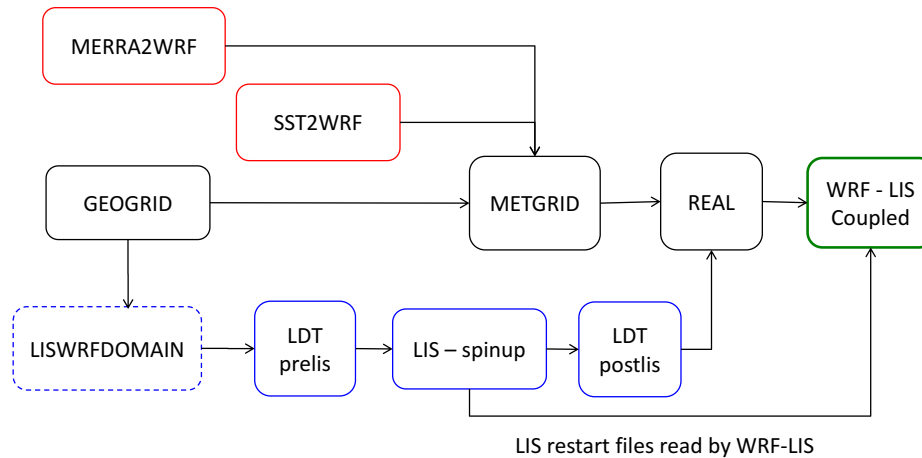 MERRA2WRF
SST2WRF
GEOGRID
METGRID
REAL
WRF - LIS
Coupled
LISWRFDOMAIN
LDT
prelis
LIS – spinup
LDT
postlis
LIS restart files read by WRF-LIS